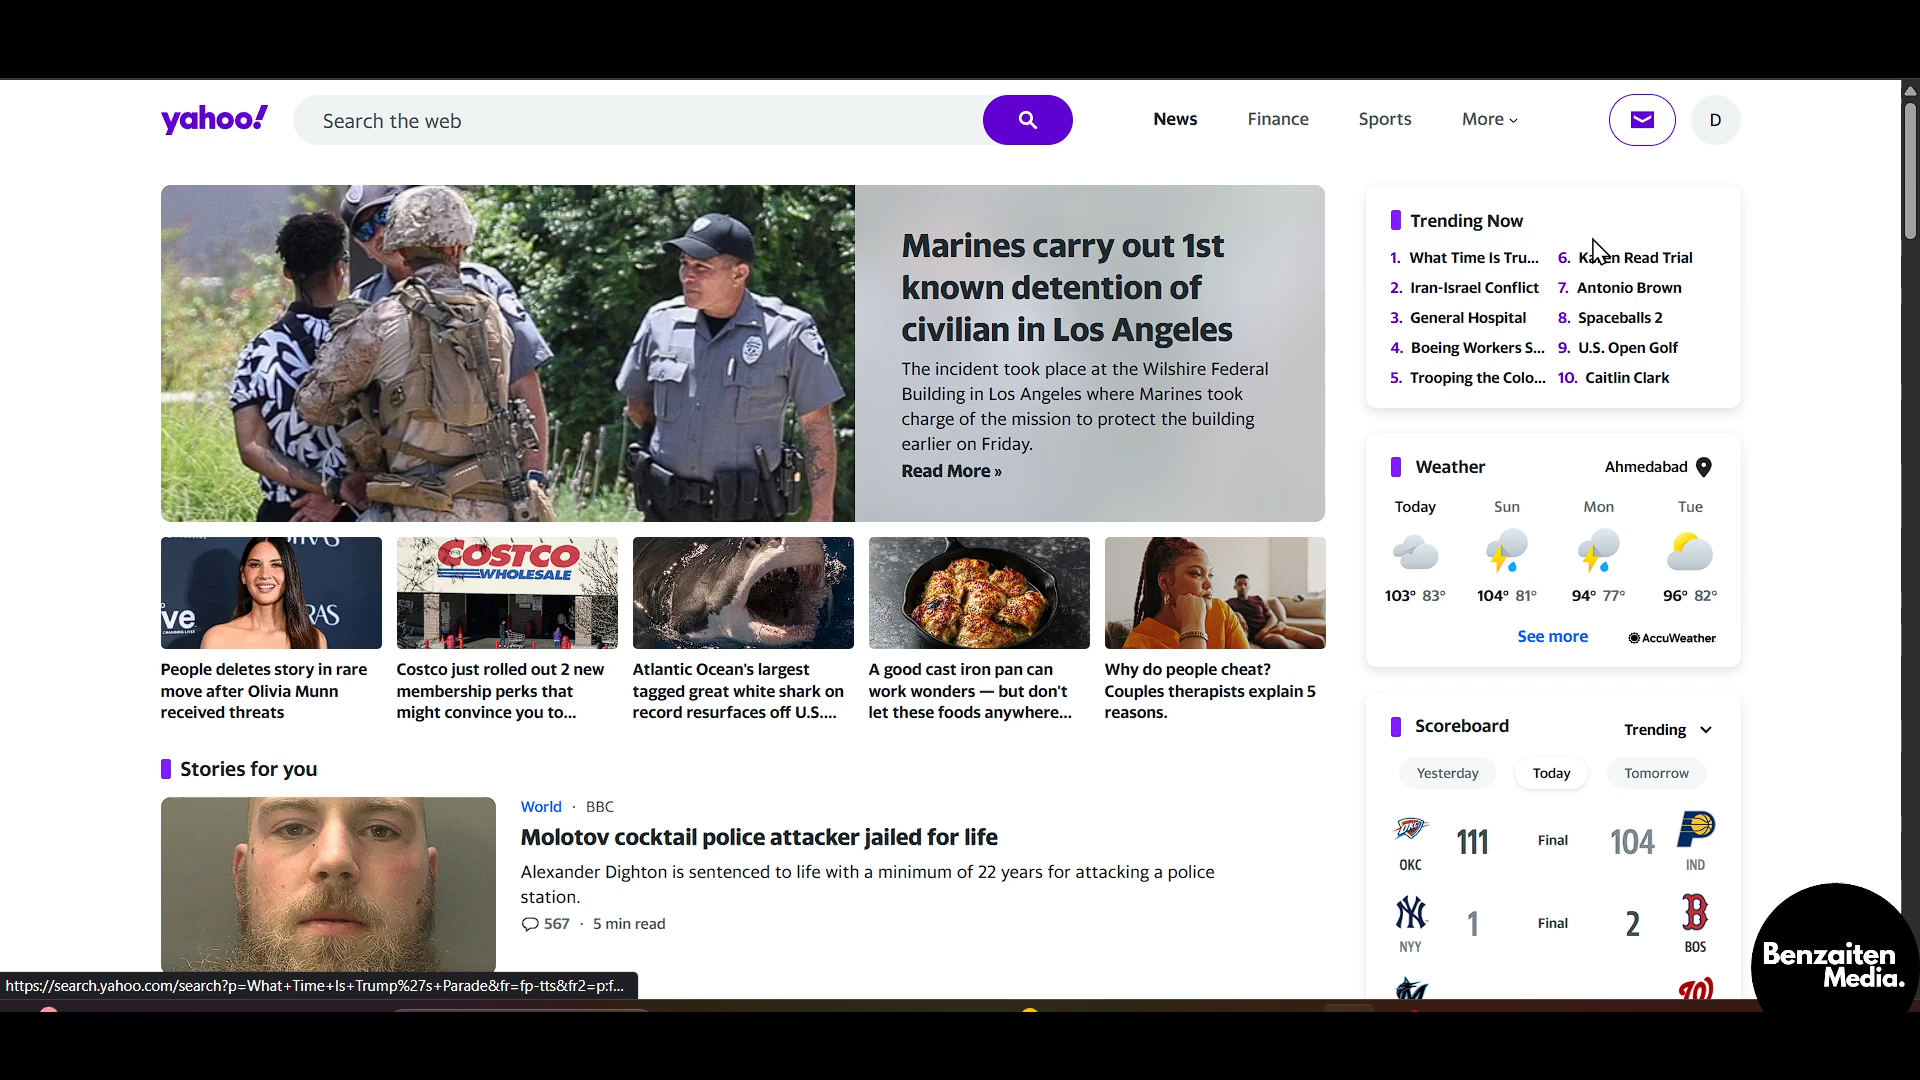 yahoo!
Search the web
News
Finance
Sports
More
D
Marines carry out 1st
known detention of
civilian in Los Angeles
The incident took place at the Wilshire Federal
Building in Los Angeles where Marines took
charge of the mission to protect the building
earlier on Friday.
Read More »
COSTCO
WHOLESALE
People deletes story in rare
move after Olivia Munn
received threats
Costco just rolled out 2 new
membership perks that
might convince you to...
Atlantic Ocean's largest
tagged great white shark on
record resurfaces off U.S....
A good cast iron pan can
work wonders — but don't
let these foods anywhere...
Why do people cheat?
Couples therapists explain 5
reasons.
Stories for you
World · BBC
Molotov cocktail police attacker jailed for life
Alexander Dighton is sentenced to life with a minimum of 22 years for attacking a police
station.
567 · 5 min read
Trending Now
1. What Time Is Tru...
2. Iran-Israel Conflict
3. General Hospital
4. Boeing Workers S...
5. Trooping the Colo...
6. Karen Read Trial
7. Antonio Brown
8. Spaceballs 2
9. U.S. Open Golf
10. Caitlin Clark
Weather
Ahmedabad
Today Sun Mon Tue
103° 83° 104° 81° 94° 77° 96° 82°
See more
AccuWeather
Scoreboard
Trending
Yesterday Today Tomorrow
111 Final 104
OKC IND
1 Final 2
NYY BOS
Benzaiten
Media.
https://search.yahoo.com/search?p=What+Time+Is+Trump%27s+Parade&fr=fp-tts&fr2=p:f...